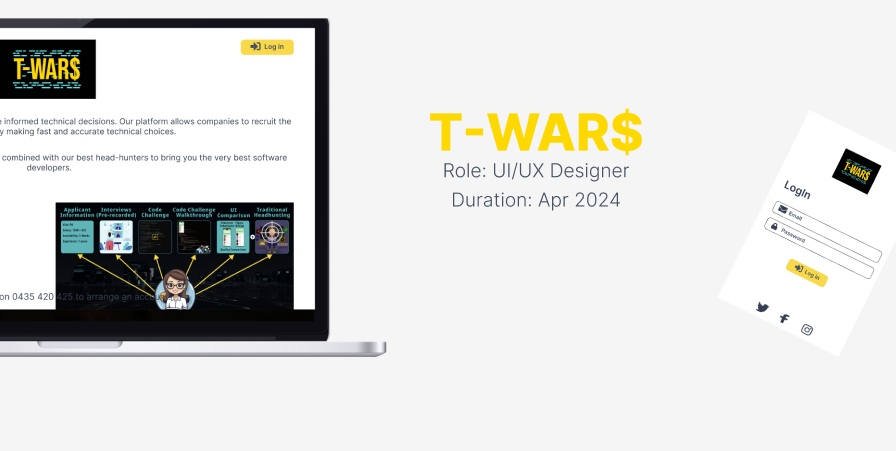 T-WAR$
Log in
e informed technical decisions. Our platform allows companies to recruit the
y making fast and accurate technical choices.
combined with our best head-hunters to bring you the very best software
developers.
Applicant Information
Interviews (Pre-recorded)
Code Challenge
Code Challenge Walkthrough
UI Comparison
Traditional Headhunting
on 0435 420 425 to arrange an acc
T-WAR$
Role: UI/UX Designer
Duration: Apr 2024
T-WAR$
LogIn
Email
Password
Log in